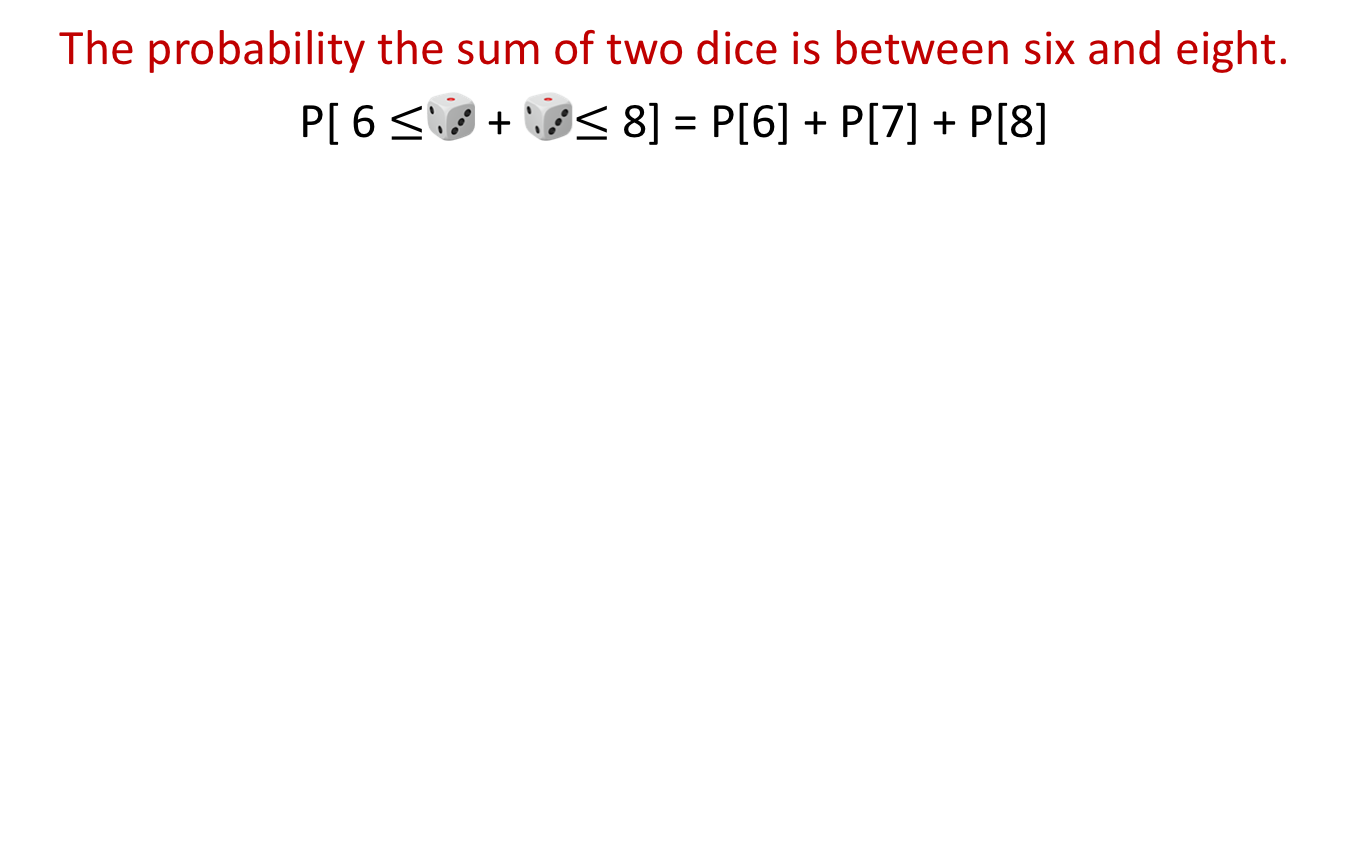 The probability the sum of two dice is between six and eight.
P[ 6 ≤🎲 + 🎲≤ 8] = P[6] + P[7] + P[8]